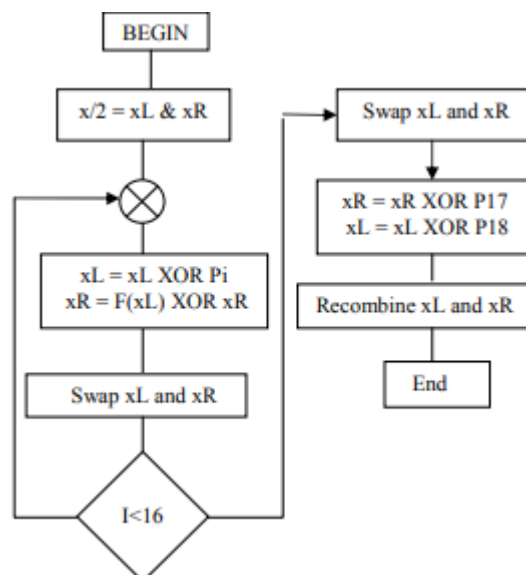 BEGIN
x/2 = xL & xR
xL = xL XOR Pi
xR = F(xL) XOR xR
Swap xL and xR
I<16
Swap xL and xR
xR = xR XOR P17
xL = xL XOR P18
Recombine xL and xR
End